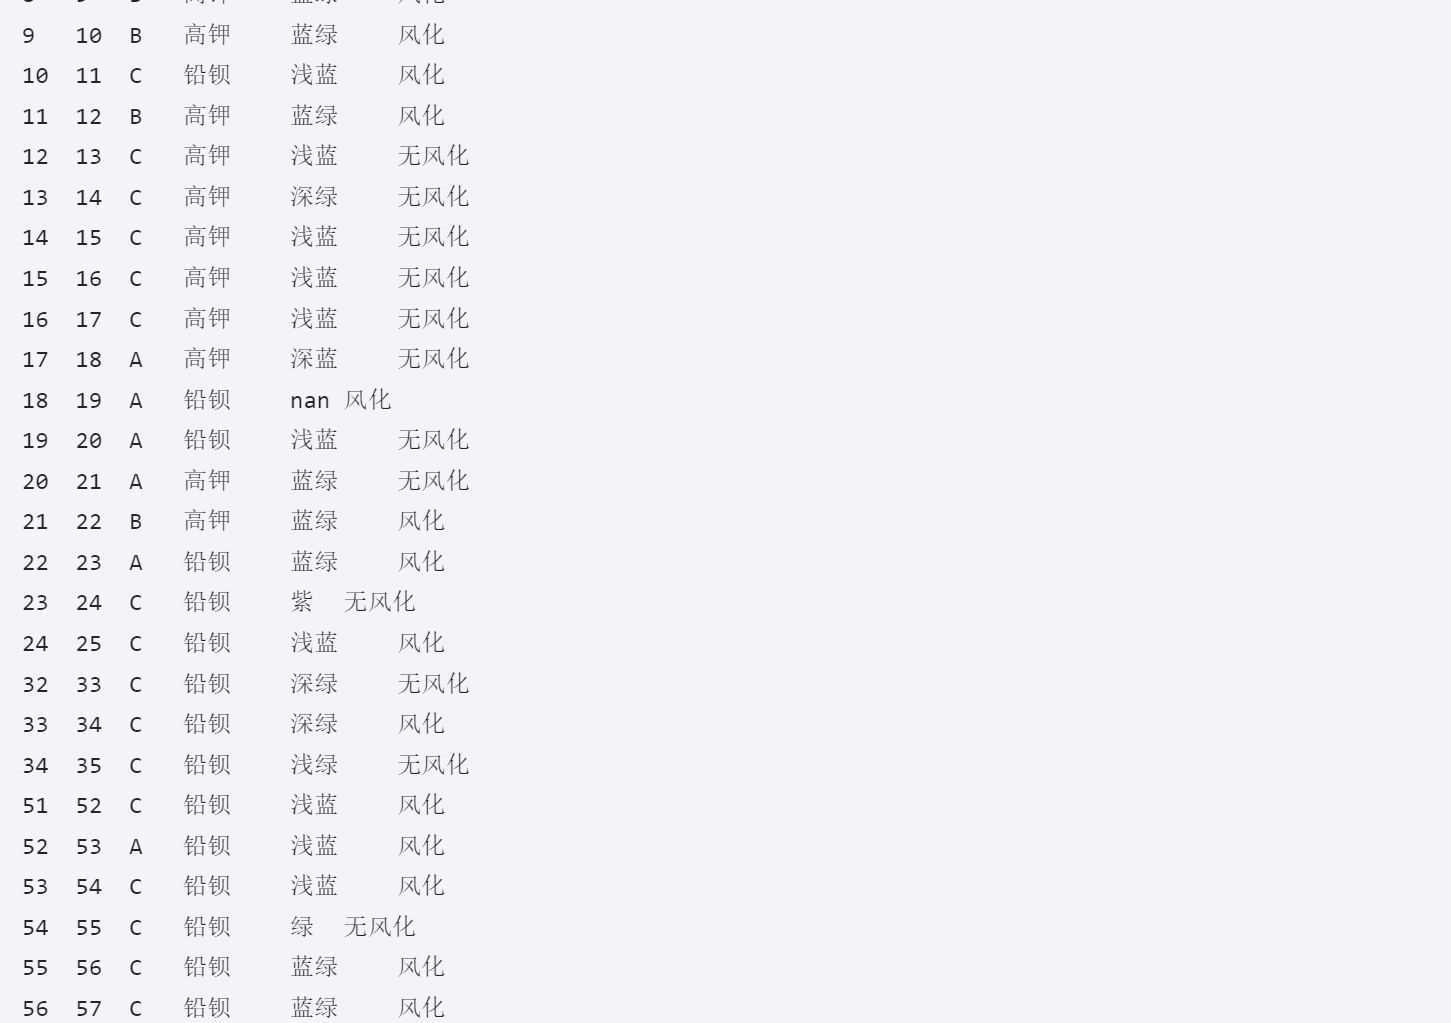 9 10 B 高钾 蓝绿 风化
10 11 C 铅钡 浅蓝 风化
11 12 B 高钾 蓝绿 风化
12 13 C 高钾 浅蓝 无风化
13 14 C 高钾 深绿 无风化
14 15 C 高钾 浅蓝 无风化
15 16 C 高钾 浅蓝 无风化
16 17 C 高钾 浅蓝 无风化
17 18 A 高钾 深蓝 无风化
18 19 A 铅钡 nan 风化
19 20 A 铅钡 浅蓝 无风化
20 21 A 高钾 蓝绿 无风化
21 22 B 高钾 蓝绿 风化
22 23 A 铅钡 蓝绿 风化
23 24 C 铅钡 紫 无风化
24 25 C 铅钡 浅蓝 风化
32 33 C 铅钡 深绿 无风化
33 34 C 铅钡 深绿 风化
34 35 C 铅钡 浅绿 无风化
51 52 C 铅钡 浅蓝 风化
52 53 A 铅钡 浅蓝 风化
53 54 C 铅钡 浅蓝 风化
54 55 C 铅钡 绿 无风化
55 56 C 铅钡 蓝绿 风化
56 57 C 铅钡 蓝绿 风化